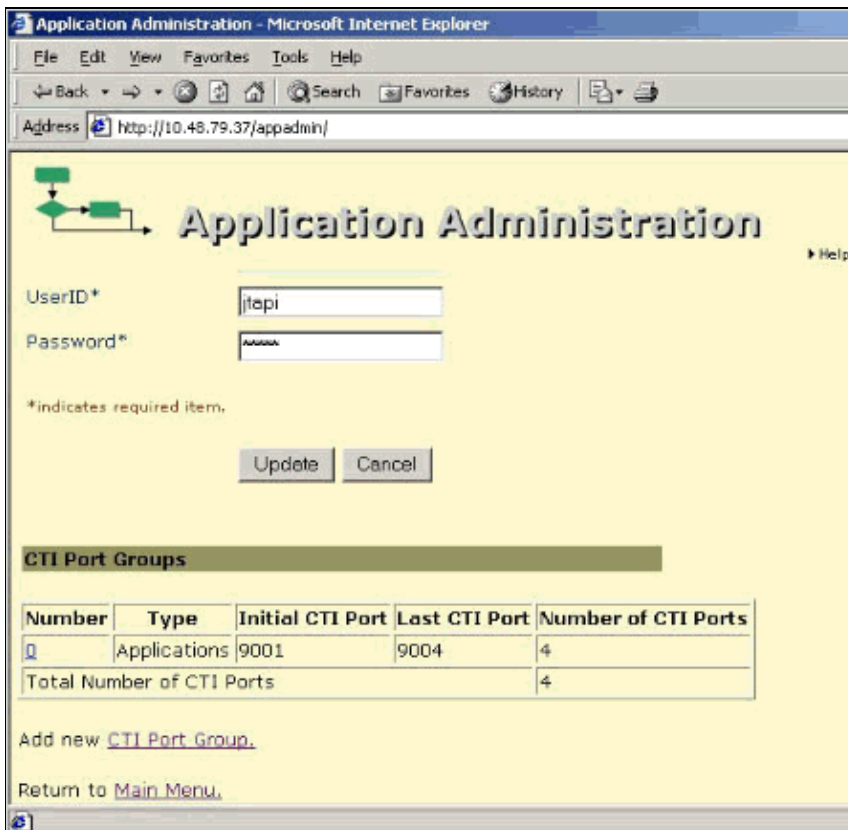 Application Administration - Microsoft Internet Explorer
File Edit View Favorites Tools Help
Back Search Favorites History
Address http://10.48.79.37/appadmin/
Application Administration
Help
UserID* jtapi
Password* ^^^^^
*indicates required item.
Update Cancel
CTI Port Groups
Number Type Initial CTI Port Last CTI Port Number of CTI Ports
0 Applications 9001 9004 4
Total Number of CTI Ports 4
Add new CTI Port Group.
Return to Main Menu.